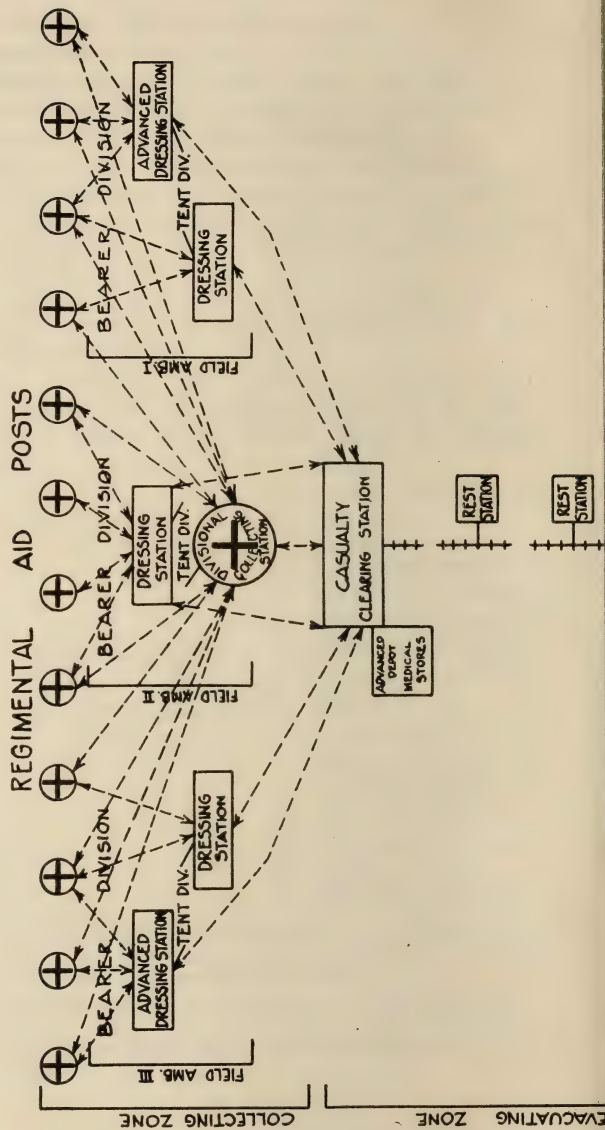 REGIMENTAL AID POSTS
BEARER DIVISION
BEARER DIVISION
BEARER DIVISION
ADVANCED
DRESSING STATION
TENT DIV.
DRESSING
STATION
FIELD AMB. III
DRESSING
STATION
TENT DIV.
FIELD AMB. II
DRESSING
STATION
TENT DIV.
ADVANCED
DRESSING STATION
FIELD AMB. I
DIVISIONAL
COLLECTING
STATION
COLLECTING ZONE
CASUALTY
CLEARING STATION
ADVANCED
DEPOT
MEDICAL
STORES
REST
STATION
REST
STATION
EVACUATING ZONE